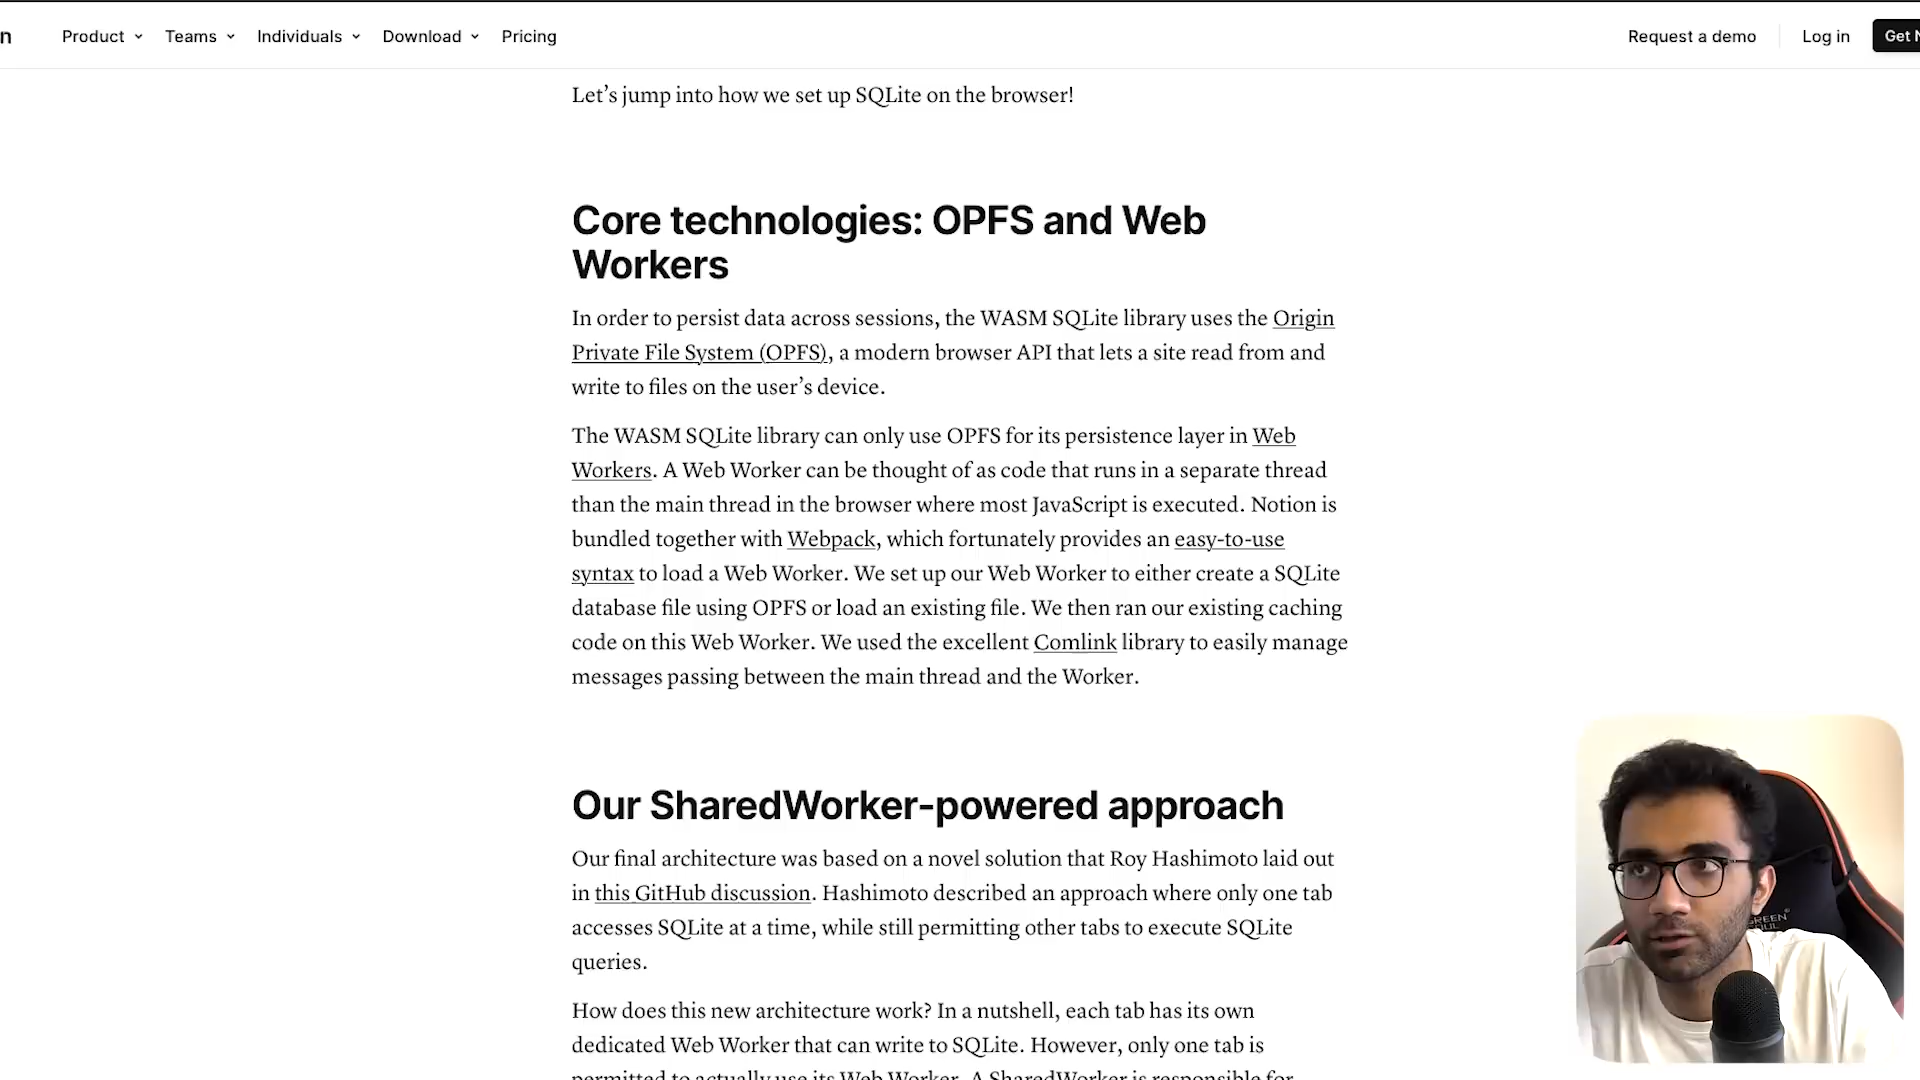 n Product Teams Individuals Download Pricing Request a demo Log in Get N
Let’s jump into how we set up SQLite on the browser!
Core technologies: OPFS and Web
Workers
In order to persist data across sessions, the WASM SQLite library uses the Origin
Private File System (OPFS), a modern browser API that lets a site read from and
write to files on the user’s device.
The WASM SQLite library can only use OPFS for its persistence layer in Web
Workers. A Web Worker can be thought of as code that runs in a separate thread
than the main thread in the browser where most JavaScript is executed. Notion is
bundled together with Webpack, which fortunately provides an easy-to-use
syntax to load a Web Worker. We set up our Web Worker to either create a SQLite
database file using OPFS or load an existing file. We then ran our existing caching
code on this Web Worker. We used the excellent Comlink library to easily manage
messages passing between the main thread and the Worker.
Our SharedWorker-powered approach
Our final architecture was based on a novel solution that Roy Hashimoto laid out
in this GitHub discussion. Hashimoto described an approach where only one tab
accesses SQLite at a time, while still permitting other tabs to execute SQLite
queries.
How does this new architecture work? In a nutshell, each tab has its own
dedicated Web Worker that can write to SQLite. However, only one tab is
permitted to actually use its Web Worker. A SharedWorker is responsible for